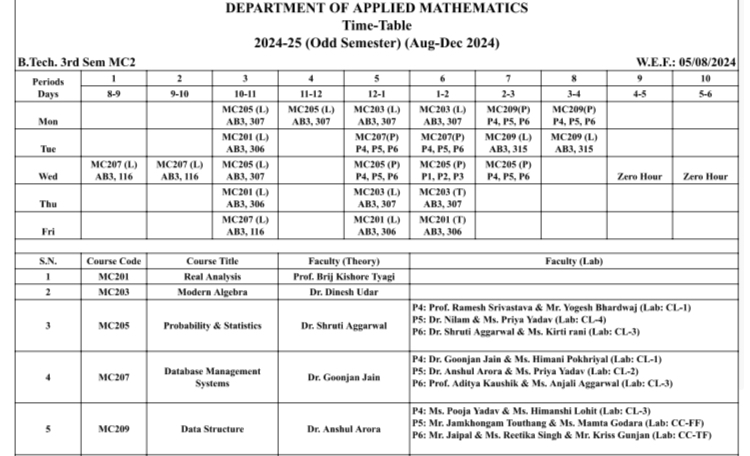 DEPARTMENT OF APPLIED MATHEMATICS
Time-Table
2024-25 (Odd Semester) (Aug-Dec 2024)
B.Tech. 3rd Sem MC2 W.E.F.: 05/08/2024
Periods 1 2 3 4 5 6 7 8 9 10
Days 8-9 9-10 10-11 11-12 12-1 1-2 2-3 3-4 4-5 5-6
MC205 (L) MC205 (L) MC203 (L) MC203 (L) MC209(P) MC209(P)
Mon AB3, 307 AB3, 307 AB3, 307 AB3, 307 P4, P5, P6 P4, P5, P6
MC201 (L) MC207(P) MC207(P) MC209 (L) MC209 (L)
Tue AB3, 306 P4, P5, P6 P4, P5, P6 AB3, 315 AB3, 315
MC207 (L) MC207 (L) MC205 (L) MC205 (P) MC205 (P) MC205 (P)
Wed AB3, 116 AB3, 116 AB3, 307 P4, P5, P6 P1, P2, P3 P4, P5, P6 Zero Hour Zero Hour
MC201 (L) MC203 (L) MC203 (T)
Thu AB3, 306 AB3, 307 AB3, 307
MC207 (L) MC201 (L) MC201 (T)
Fri AB3, 116 AB3, 306 AB3, 306
S.N. Course Code Course Title Faculty (Theory) Faculty (Lab)
1 MC201 Real Analysis Prof. Brij Kishore Tyagi
2 MC203 Modern Algebra Dr. Dinesh Udar
P4: Prof. Ramesh Srivastava & Mr. Yogesh Bhardwaj (Lab: CL-1)
3 MC205 Probability & Statistics Dr. Shruti Aggarwal P5: Dr. Nilam & Ms. Priya Yadav (Lab: CL-4)
P6: Dr. Shruti Aggarwal & Ms. Kirti rani (Lab: CL-3)
P4: Dr. Goonjan Jain & Ms. Himani Pokhriyal (Lab: CL-1)
4 MC207 Database Management Systems Dr. Goonjan Jain P5: Dr. Anshul Arora & Ms. Priya Yadav (Lab: CL-2)
P6: Prof. Aditya Kaushik & Ms. Anjali Aggarwal (Lab: CL-3)
P4: Ms. Pooja Yadav & Ms. Himanshi Lohit (Lab: CL-3)
5 MC209 Data Structure Dr. Anshul Arora P5: Mr. Jamkhongam Touthang & Ms. Mamta Godara (Lab: CC-FF)
P6: Mr. Jaipal & Ms. Reetika Singh & Mr. Kriss Gunjan (Lab: CC-TF)